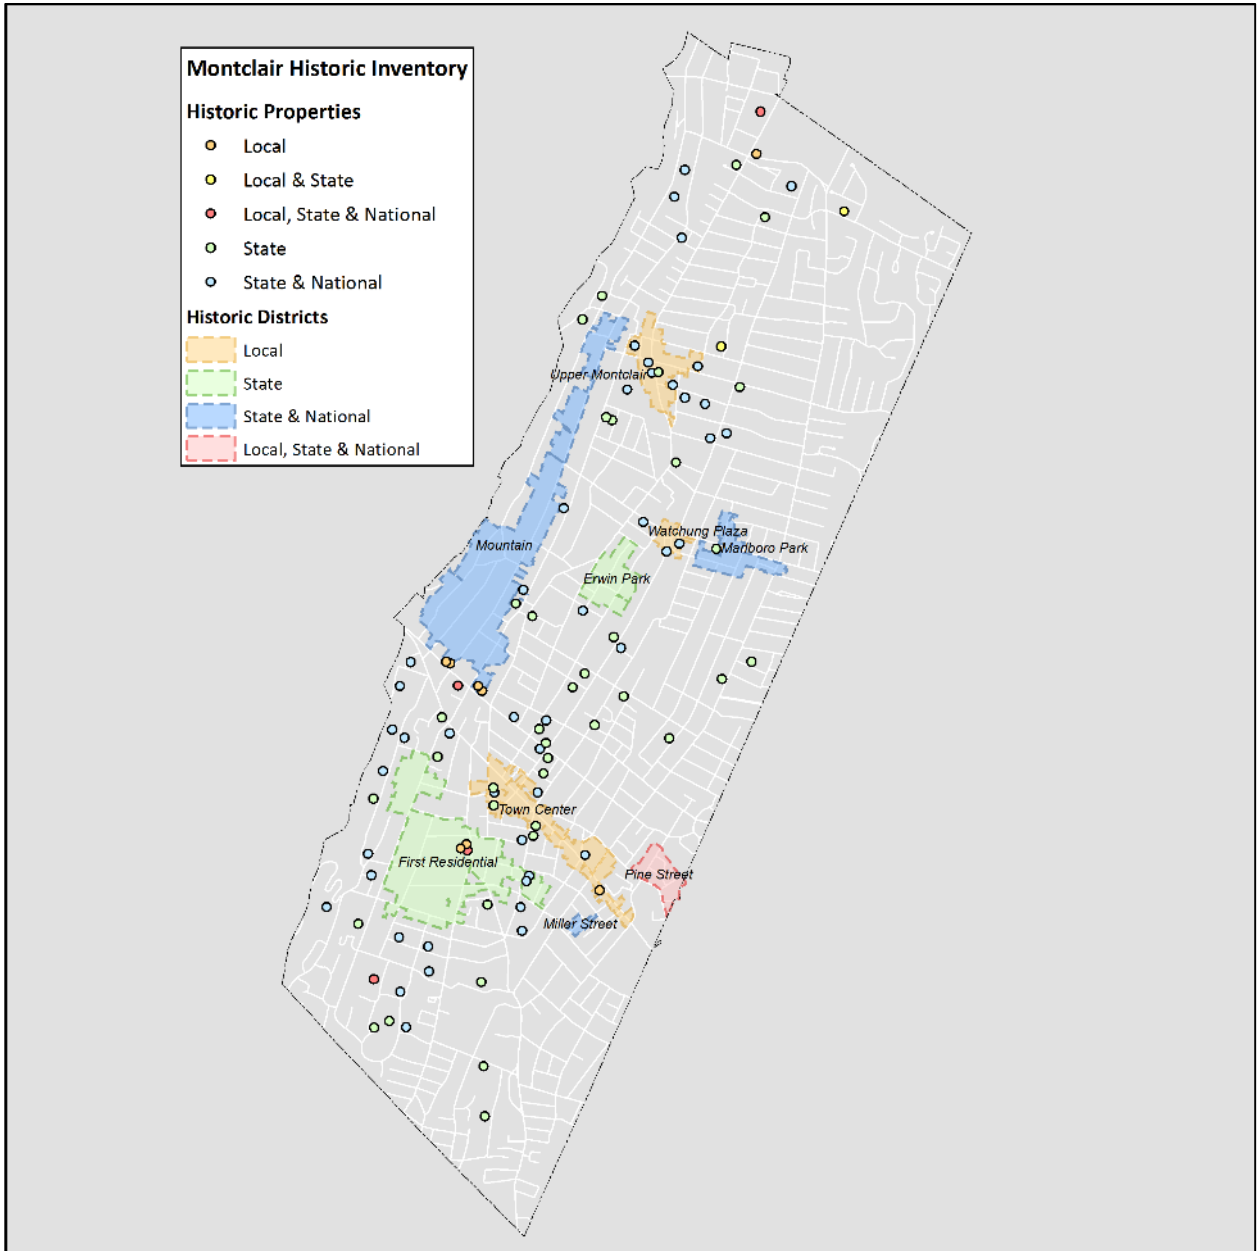 Montclair Historic Inventory
Historic Properties
Local
Local & State
Local, State & National
State
State & National
Historic Districts
Local
State
State & National
Local, State & National
Upper Montclair
Watchung Plaza
Marlboro Park
Mountain
Erwin Park
Town Center
First Residential
Pine Street
Miller Street